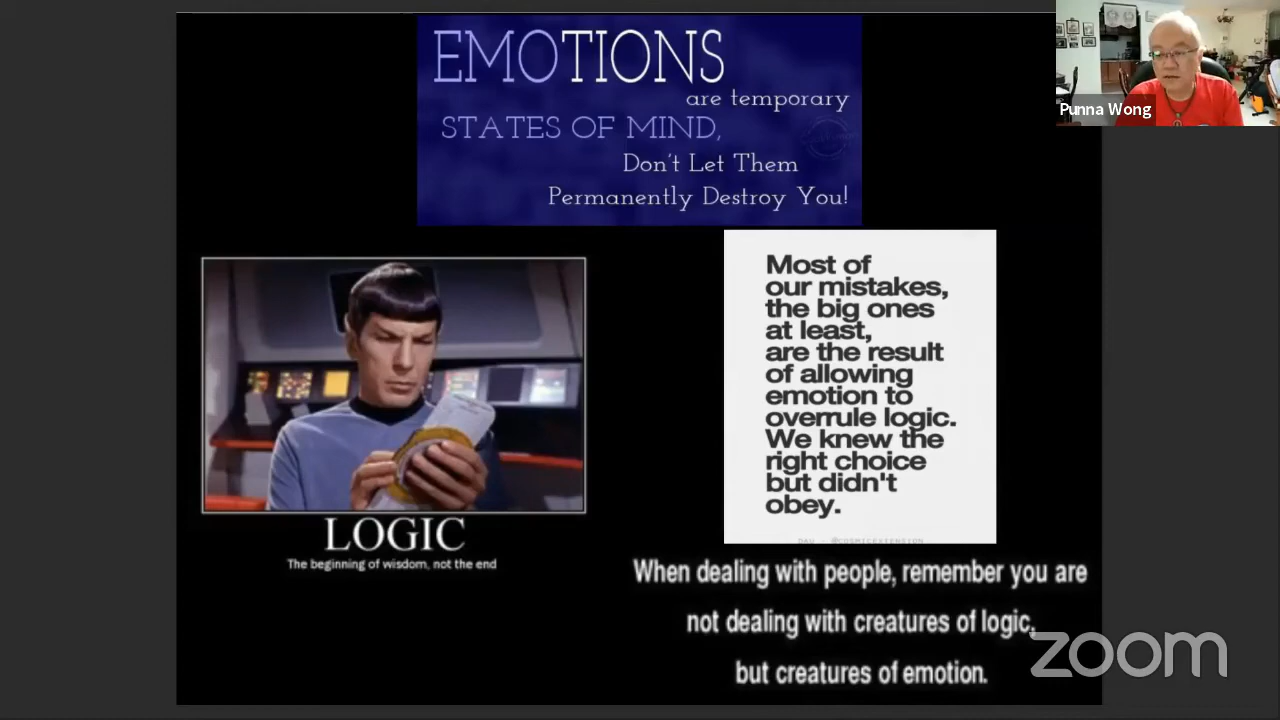 EMOTIONS
are temporary
STATES OF MIND,
Don't Let Them
Permanently Destroy You!
Punna Wong
Most of
our mistakes,
the big ones
at least,
are the result
of allowing
emotion to
overrule logic.
We knew the
right choice
but didn't
obey.
DAU - @COSMICEXTENSION
LOGIC
The beginning of wisdom, not the end
When dealing with people, remember you are
not dealing with creatures of logic,
but creatures of emotion.
zoom